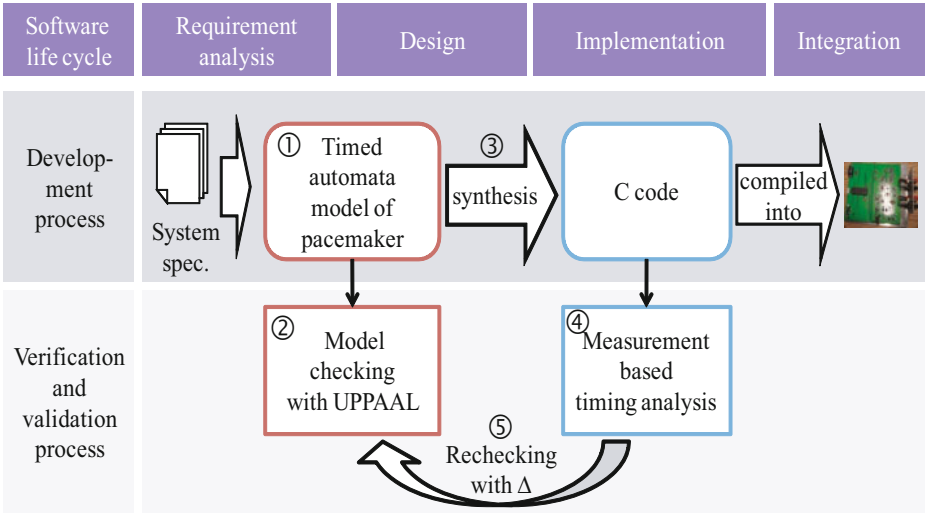 Software
life cycle
Requirement
analysis
Design
Implementation
Integration
Develop-
ment
process
System
spec.
①
Timed
automata
model of
pacemaker
③
synthesis
C code
compiled
into
Verification
and
validation
process
②
Model
checking
with UPPAAL
④
Measurement
based
timing analysis
⑤
Rechecking
with Δ